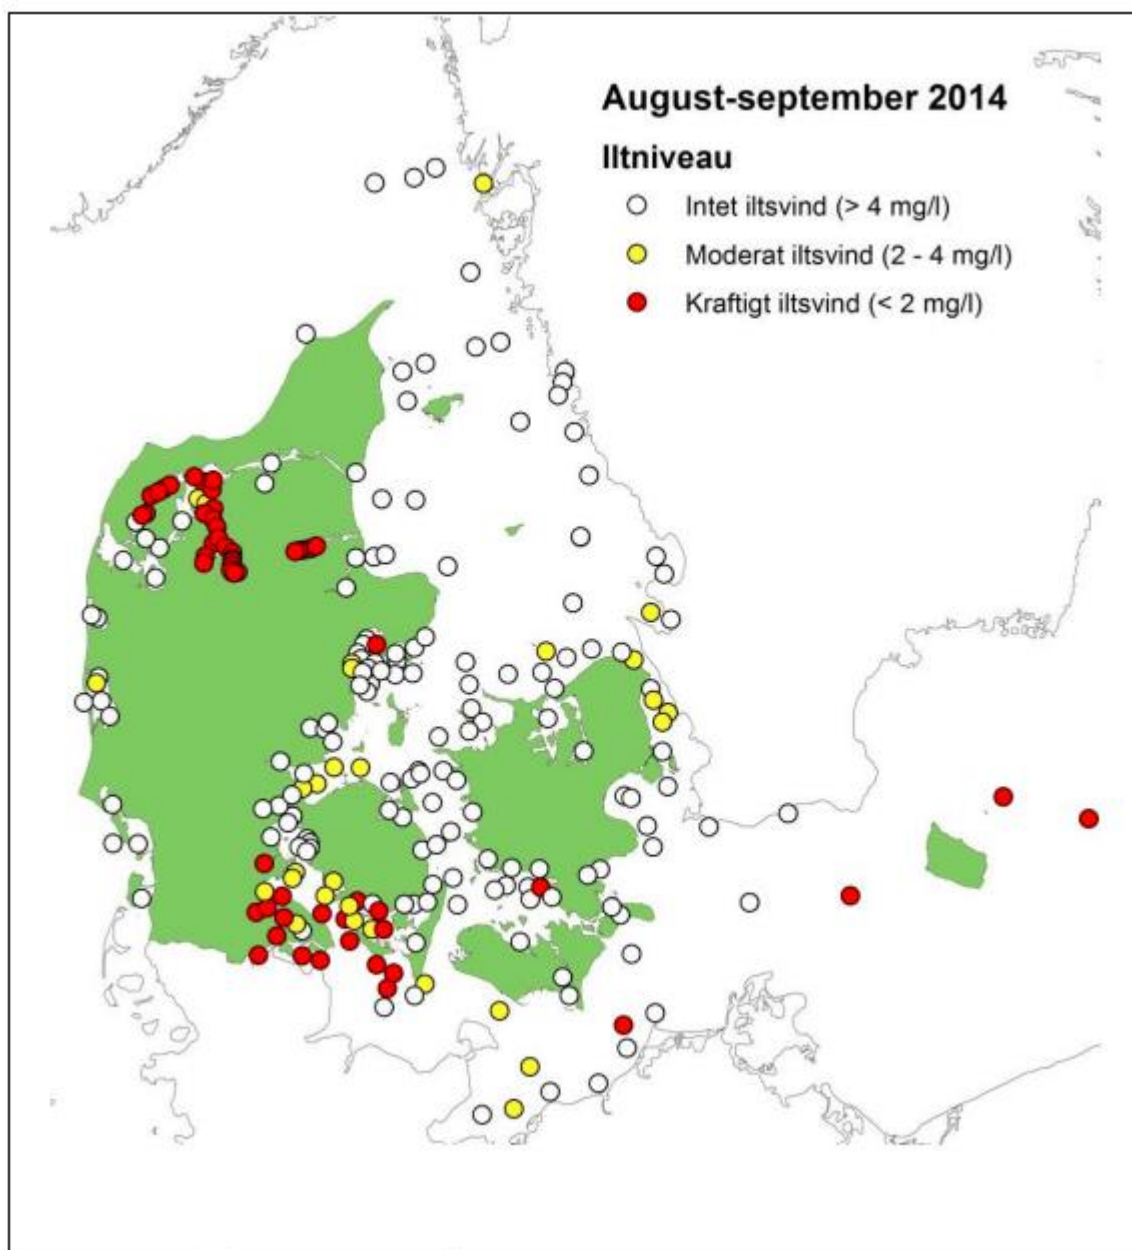 August-september 2014
Iltniveau
Intet iltsvind (> 4 mg/l)
Moderat iltsvind (2 - 4 mg/l)
Kraftigt iltsvind (< 2 mg/l)